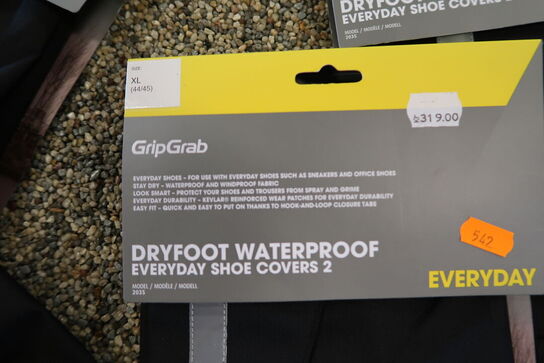 DRYFOOT WATERPROOF
EVERYDAY SHOE COVERS 2
MODEL / MODÈLE / MODELL
2035
SIZE:
XL
(44/45)
319.00
GripGrab
EVERYDAY SHOES - FOR USE WITH EVERYDAY SHOES SUCH AS SNEAKERS AND OFFICE SHOES
STAY DRY - WATERPROOF AND WINDPROOF FABRIC
LOOK SMART - PROTECT YOUR SHOES AND TROUSERS FROM SPRAY AND GRIME
EVERYDAY DURABILITY - KEVLAR® REINFORCED WEAR PATCHES FOR EVERYDAY DURABILITY
EASY FIT - QUICK AND EASY TO PUT ON THANKS TO HOOK-AND-LOOP CLOSURE TABS
542
DRYFOOT WATERPROOF
EVERYDAY SHOE COVERS 2
EVERYDAY
MODEL / MODÈLE / MODELL
2035